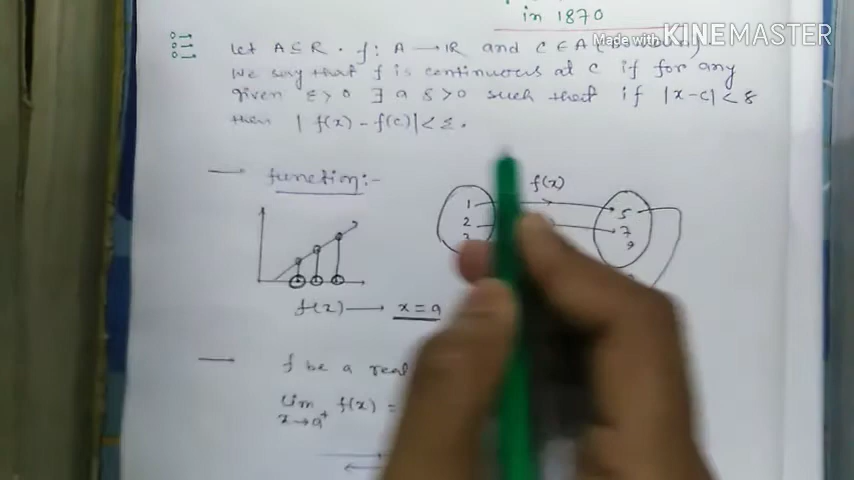 in 1870
Made with KINEMASTER
Let A ⊆ R . f : A → IR and C ∈ A
We say that f is continuous at c if for any
given ε > 0 ∃ a δ > 0 such that if |x - c| < δ
then | f(x) - f(c)| < ε .
→ function :-
f(x)
1 5
2 7
9
f(x) → x = a
→ f be a real
lim f(x) =
x → a⁺